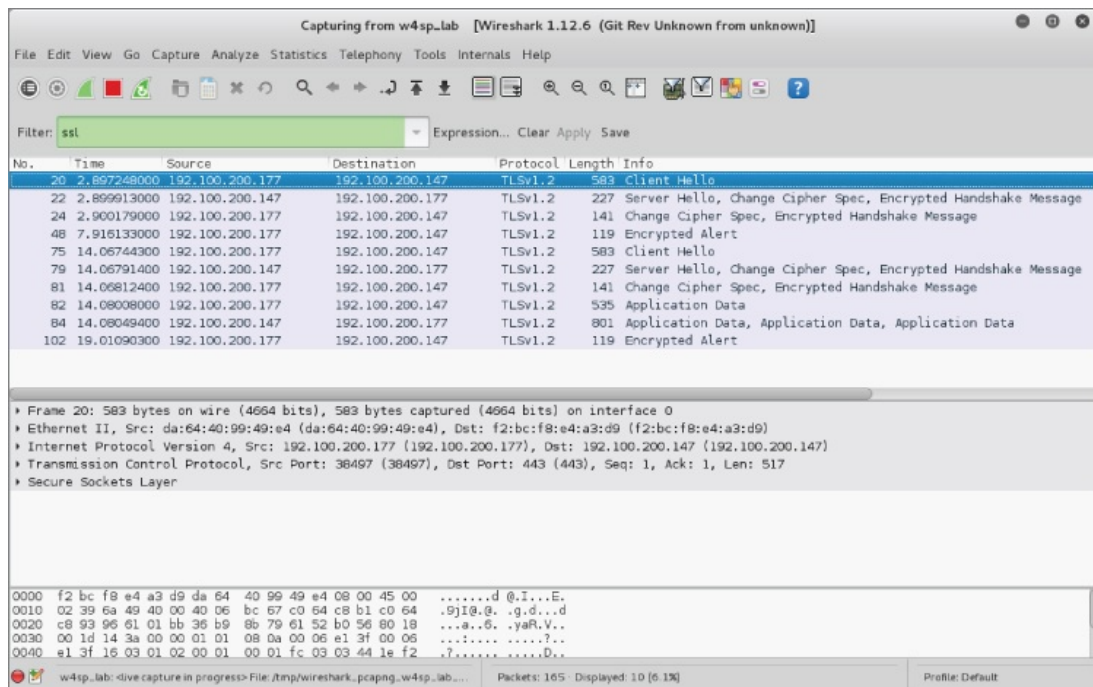 Capturing from w4sp_lab [Wireshark 1.12.6 (Git Rev Unknown from unknown)]
File Edit View Go Capture Analyze Statistics Telephony Tools Internals Help
Filter: ssl Expression... Clear Apply Save
No. Time Source Destination Protocol Length Info
20 2.897248000 192.100.200.177 192.100.200.147 TLSv1.2 583 Client Hello
22 2.899913000 192.100.200.147 192.100.200.177 TLSv1.2 227 Server Hello, Change Cipher Spec, Encrypted Handshake Message
24 2.900179000 192.100.200.177 192.100.200.147 TLSv1.2 141 Change Cipher Spec, Encrypted Handshake Message
48 7.916133000 192.100.200.177 192.100.200.147 TLSv1.2 119 Encrypted Alert
75 14.06744300 192.100.200.177 192.100.200.147 TLSv1.2 583 Client Hello
79 14.06791400 192.100.200.147 192.100.200.177 TLSv1.2 227 Server Hello, Change Cipher Spec, Encrypted Handshake Message
81 14.06812400 192.100.200.177 192.100.200.147 TLSv1.2 141 Change Cipher Spec, Encrypted Handshake Message
82 14.08008000 192.100.200.177 192.100.200.147 TLSv1.2 535 Application Data
84 14.08049400 192.100.200.147 192.100.200.177 TLSv1.2 801 Application Data, Application Data, Application Data
102 19.01090300 192.100.200.177 192.100.200.147 TLSv1.2 119 Encrypted Alert
Frame 20: 583 bytes on wire (4664 bits), 583 bytes captured (4664 bits) on interface 0
Ethernet II, Src: da:64:40:99:49:e4 (da:64:40:99:49:e4), Dst: f2:bc:f8:e4:a3:d9 (f2:bc:f8:e4:a3:d9)
Internet Protocol Version 4, Src: 192.100.200.177 (192.100.200.177), Dst: 192.100.200.147 (192.100.200.147)
Transmission Control Protocol, Src Port: 38497 (38497), Dst Port: 443 (443), Seq: 1, Ack: 1, Len: 517
Secure Sockets Layer
0000 f2 bc f8 e4 a3 d9 da 64 40 99 49 e4 08 00 45 00 .......d @.I...E.
0010 02 39 6a 49 40 00 40 06 bc 67 c0 64 c8 b1 c0 64 .9jI@.@. .g.d...d
0020 c8 93 96 61 01 bb 36 b9 8b 79 61 52 b0 56 80 18 ...a..6. .yaR.V..
0030 00 1d 14 3a 00 00 01 01 08 0a 00 06 e1 3f 00 06 ...:.... .....?..
0040 e1 3f 16 03 01 02 00 01 00 01 fc 03 03 44 1e f2 .?...... .....D..
w4sp_lab: <live capture in progress> File: /tmp/wireshark_pcapng_w4sp_lab_... Packets: 165 · Displayed: 10 (6.1%) Profile: Default